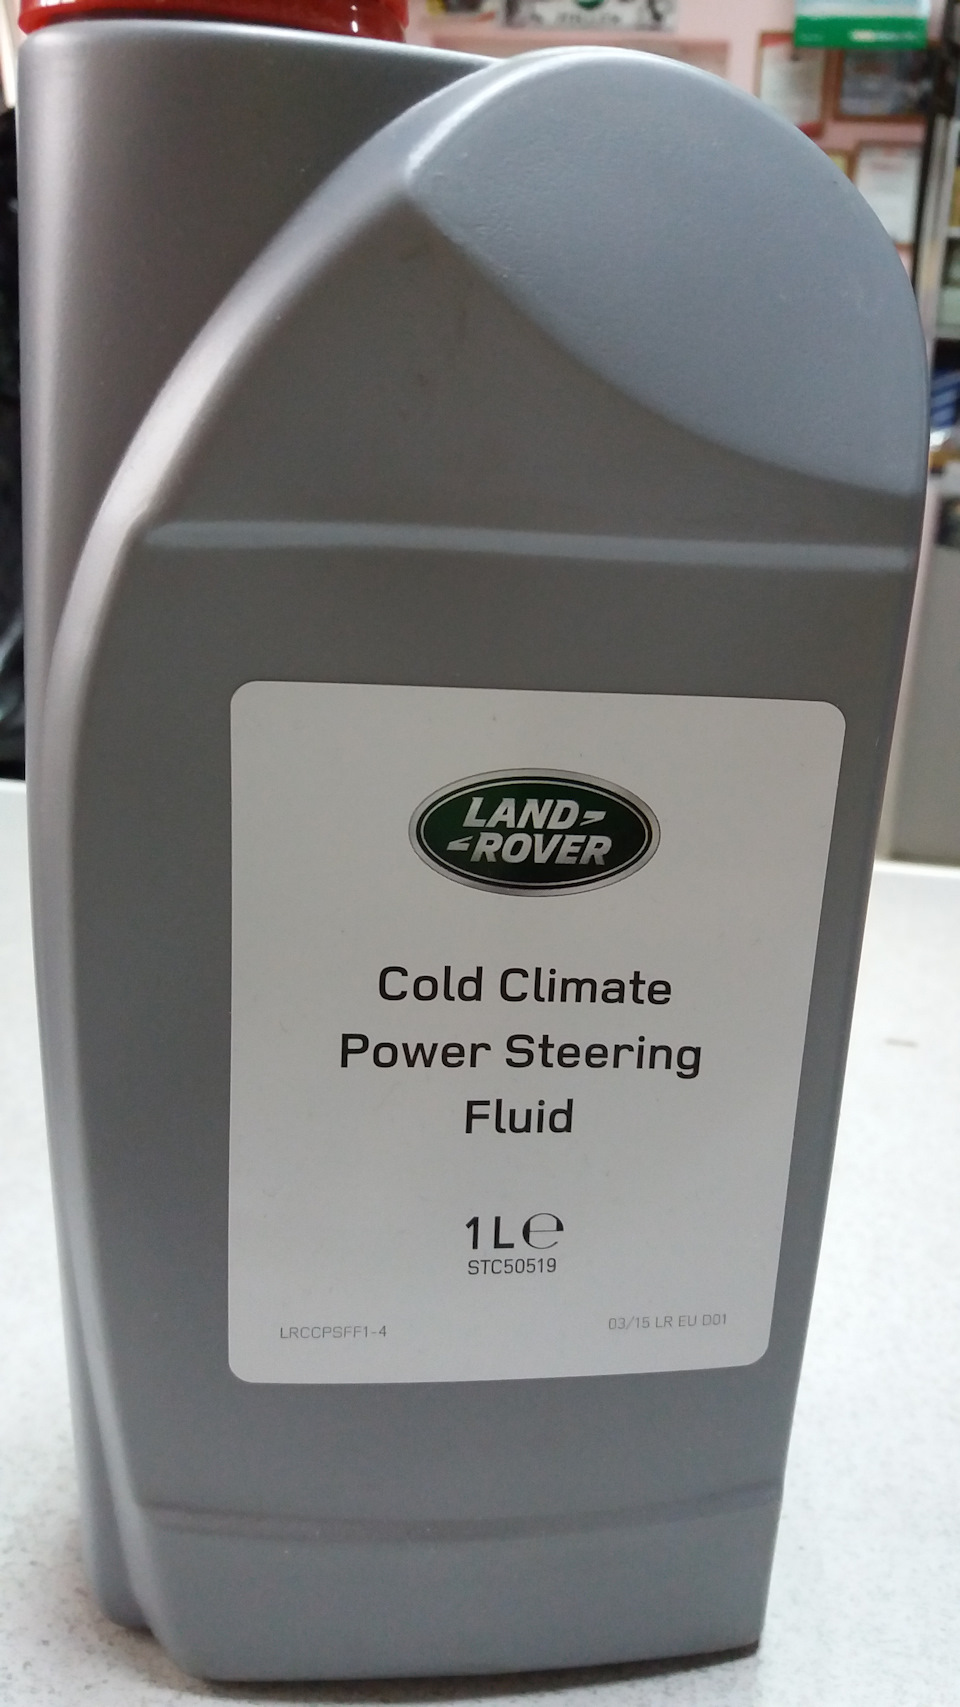 LAND
ROVER
Cold Climate
Power Steering
Fluid
1L℮
STC50519
LRCCPSFF1-4
03/15 LR EU D01